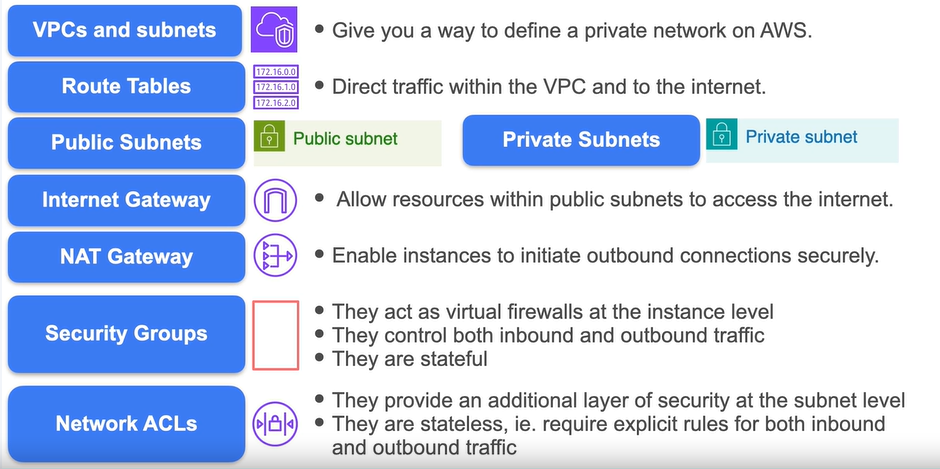 VPCs and subnets
• Give you a way to define a private network on AWS.
Route Tables
172.16.0.0
172.16.1.0
172.16.2.0
• Direct traffic within the VPC and to the internet.
Public Subnets
Public subnet
Private Subnets
Private subnet
Internet Gateway
• Allow resources within public subnets to access the internet.
NAT Gateway
• Enable instances to initiate outbound connections securely.
Security Groups
• They act as virtual firewalls at the instance level
• They control both inbound and outbound traffic
• They are stateful
Network ACLs
• They provide an additional layer of security at the subnet level
• They are stateless, ie. require explicit rules for both inbound
and outbound traffic